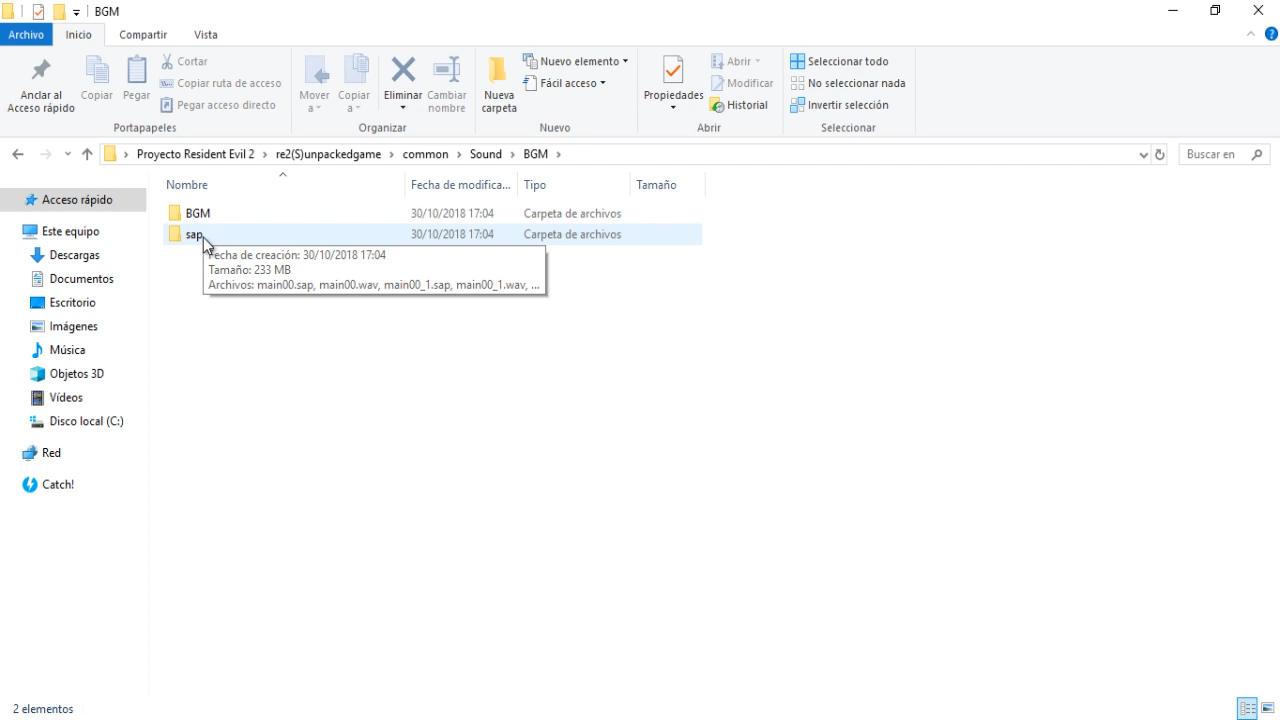 BGM
Archivo Inicio Compartir Vista
Anclar al Acceso rápido
Copiar
Pegar
Cortar
Copiar ruta de acceso
Pegar acceso directo
Portapapeles
Mover a
Copiar a
Eliminar
Cambiar nombre
Organizar
Nueva carpeta
Nuevo elemento
Fácil acceso
Nuevo
Propiedades
Abrir
Modificar
Historial
Abrir
Seleccionar todo
No seleccionar nada
Invertir selección
Seleccionar
Proyecto Resident Evil 2 › re2(S)unpackedgame › common › Sound › BGM ›
Buscar en
Nombre Fecha de modifica... Tipo Tamaño
BGM 30/10/2018 17:04 Carpeta de archivos
sap 30/10/2018 17:04 Carpeta de archivos
Fecha de creación: 30/10/2018 17:04
Tamaño: 233 MB
Archivos: main00.sap, main00.wav, main00_1.sap, main00_1.wav, ...
Acceso rápido
Este equipo
Descargas
Documentos
Escritorio
Imágenes
Música
Objetos 3D
Vídeos
Disco local (C:)
Red
Catch!
2 elementos